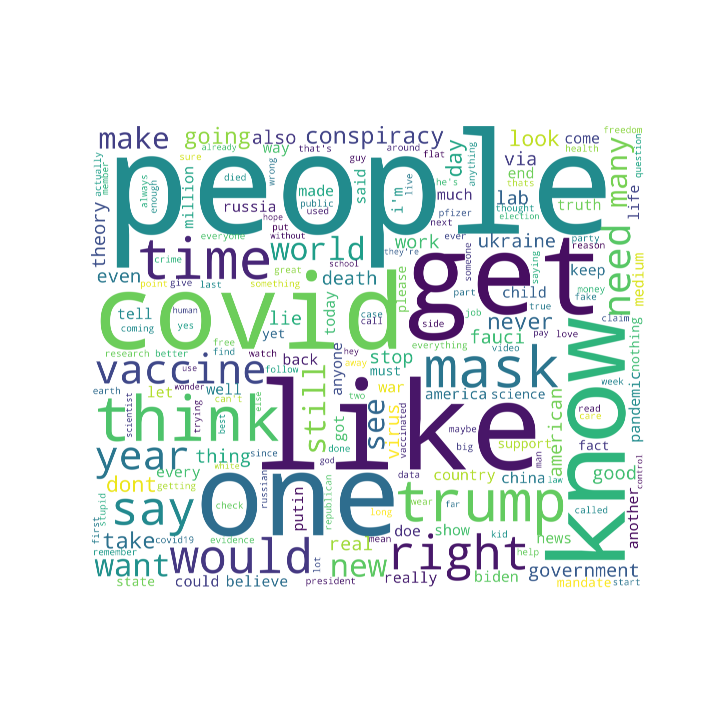 make going also conspiracy look come freedom
already that's around flat health
actually sure way guy day via question
member always million said i'm he's anything end thats many life
people
enough died wrong made live much lab thought truth
theory russia public used next pfizer election
hope put without ever ukraine party medium
everyone they're someone reason
time world work get need
even crime great school saying keep
point give last something death please part child true money fake
covid
tell lie today case job never claim
coming human yes yet call side pay love fauci nothing
research better free find everything video
vaccine watch back anyone stop mask week pandemic
earth use follow hey away must war america science know
let well still see virus maybe read care
scientist trying wonder best can't else two got done vaccinated big fact
think like american
year thing since god support man
every white data country china law good
dont getting one trump another control
stupid say check russian putin republican long wear far called
first take covid19 evidence mean doe show kid news
remember would real right help
want new really biden government
state could believe lot president mandate start